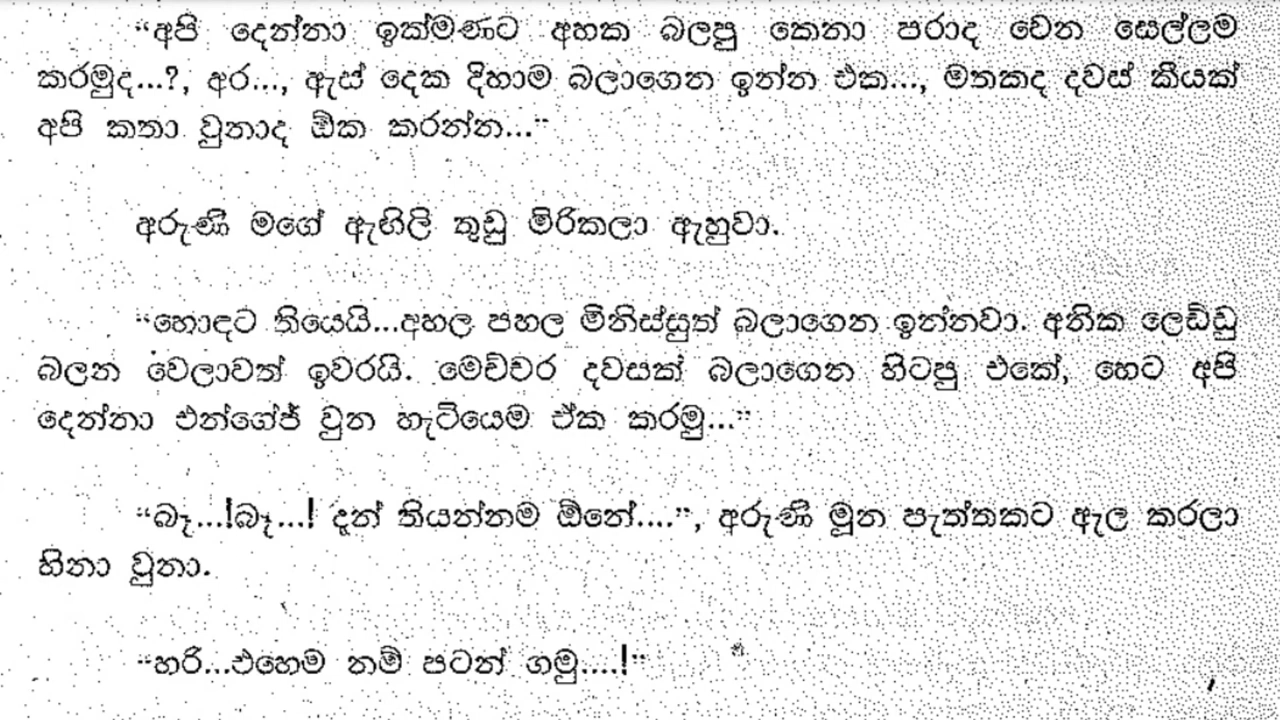 “අපි දෙන්නා ඉක්මණට අහක බලපු කෙනා පරාද වෙන සෙල්ලම
කරමුද...?, අර..., ඇස් දෙක දිහාම බලාගෙන ඉන්න එක..., මතකද දවස් කීයක්
අපි කතා වුනාද ඕක කරන්න...”
අරුණි මගේ ඇඟිලි තුඩු මිරිකලා ඇහුවා.
“හොඳට තියෙයි...අහල පහල මිනිස්සුත් බලාගෙන ඉන්නවා. අනික ලෙඩ්ඩු
බලන වෙලාවත් ඉවරයි. මෙච්චර දවසක් බලාගෙන හිටපු එකේ, හෙට අපි
දෙන්නා එන්ගේජ් වුන හැටියෙම ඒක කරමු...”
“බෑ...!බෑ...! දැන් තියන්නම ඕනේ....”, අරුණි මූන පැත්තකට ඇල කරලා
හිනා වුනා.
“හරි...එහෙම නම් පටන් ගමු....!”